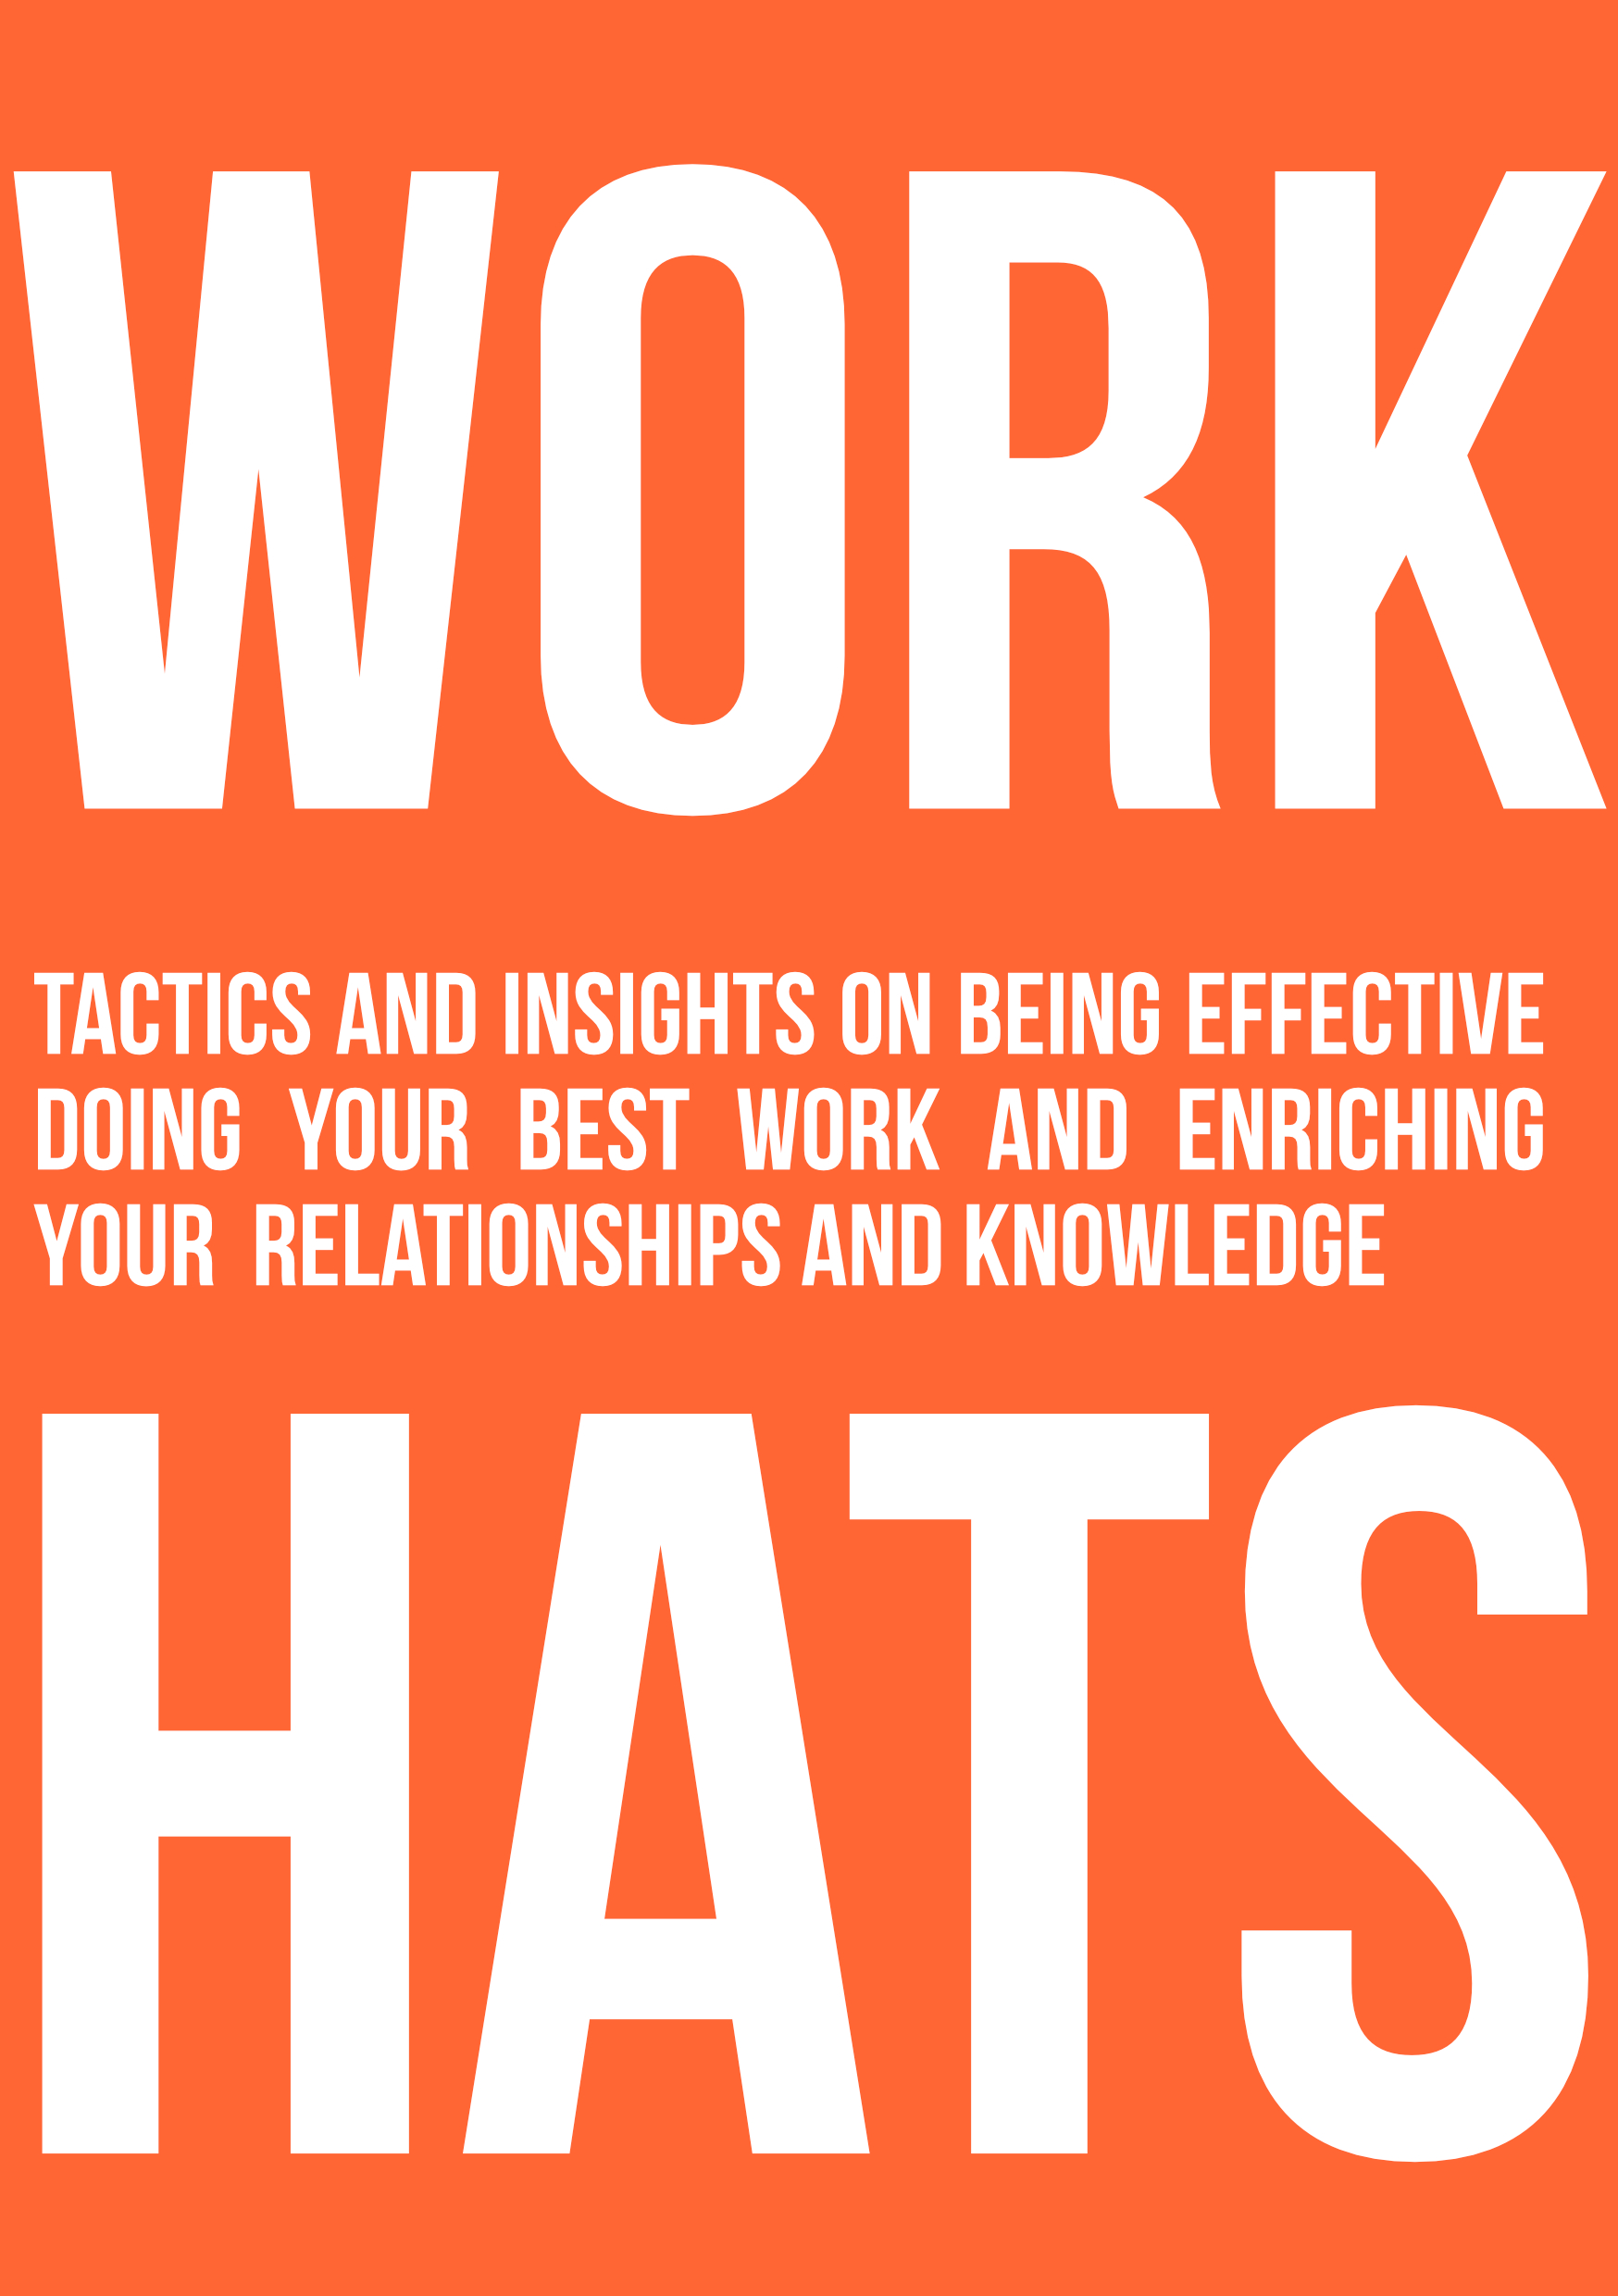 WORK
TACTICS AND INSIGHTS ON BEING EFFECTIVE
DOING YOUR BEST WORK AND ENRICHING
YOUR RELATIONSHIPS AND KNOWLEDGE
HATS